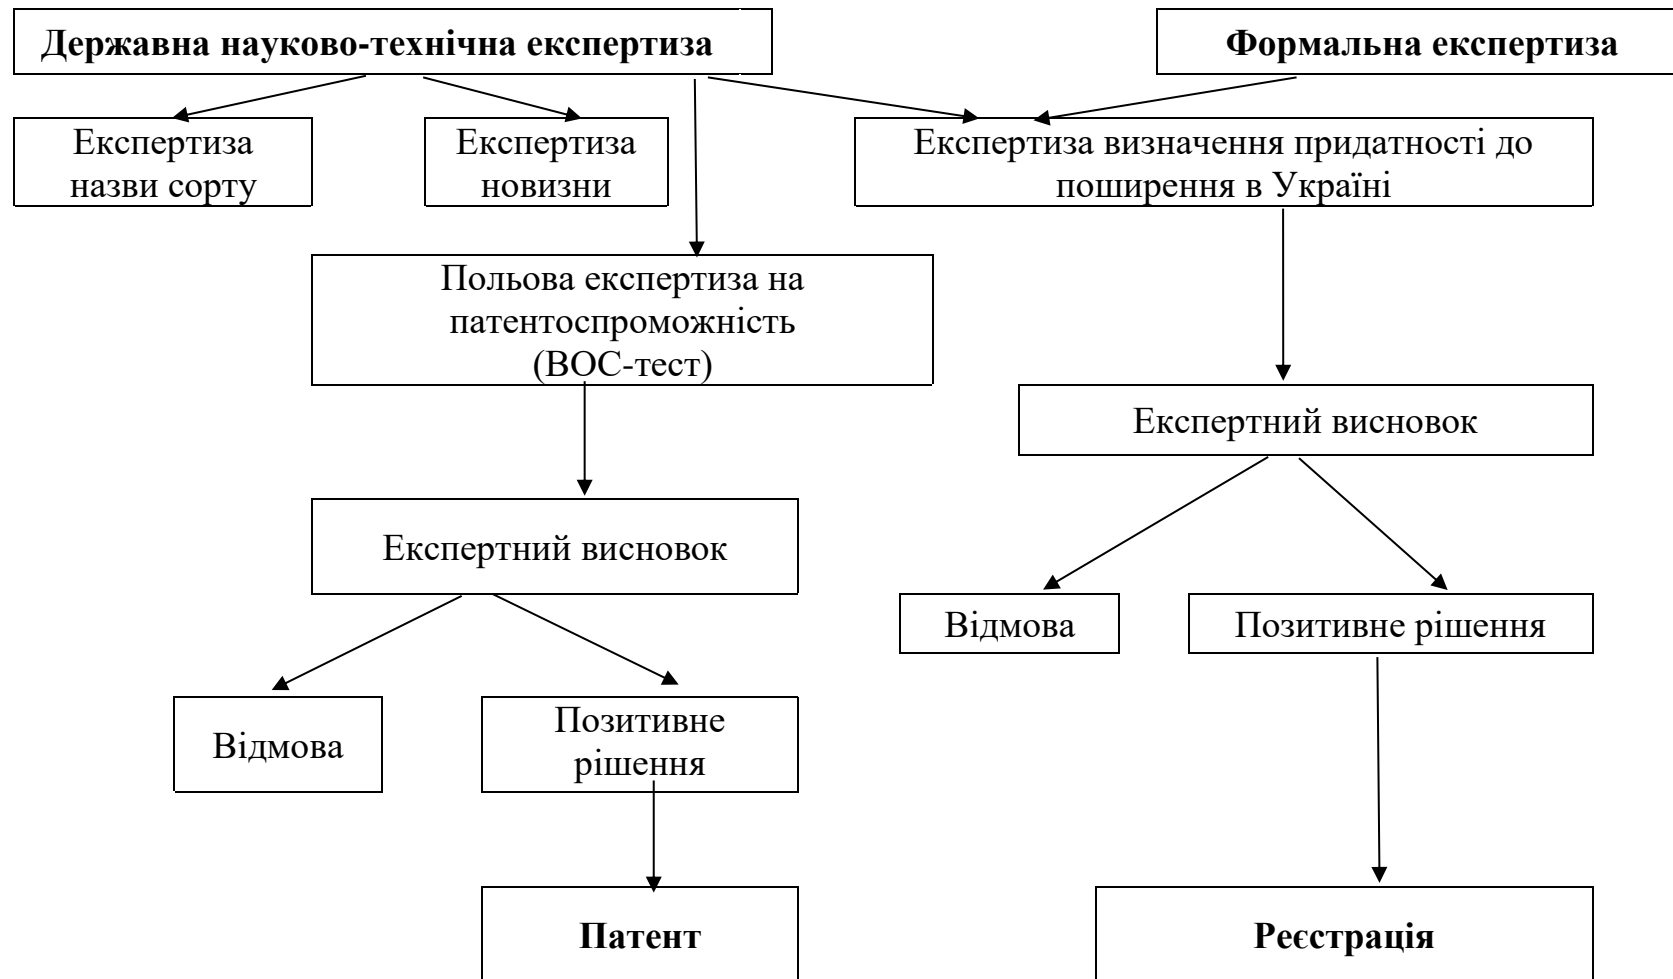 Державна науково-технічна експертиза
Формальна експертиза
Експертиза
назви сорту
Експертиза
новизни
Експертиза визначення придатності до
поширення в Україні
Польова експертиза на
патентоспроможність
(ВОС-тест)
Експертний висновок
Експертний висновок
Відмова
Позитивне рішення
Відмова
Позитивне
рішення
Патент
Реєстрація